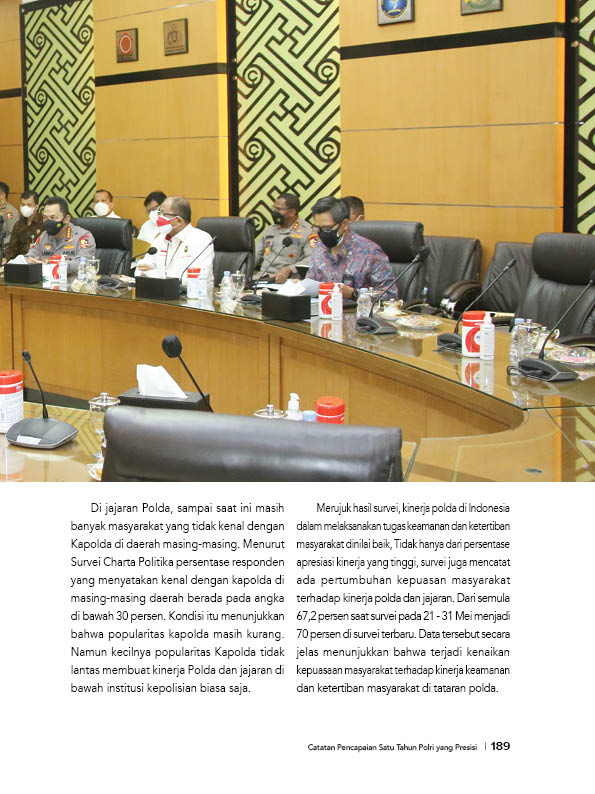 Di jajaran Polda, sampai saat ini masih
banyak masyarakat yang tidak kenal dengan
Kapolda di daerah masing-masing. Menurut
Survei Charta Politika persentase responden
yang menyatakan kenal dengan kapolda di
masing-masing daerah berada pada angka
di bawah 30 persen. Kondisi itu menunjukkan
bahwa popularitas kapolda masih kurang.
Namun kecilnya popularitas Kapolda tidak
lantas membuat kinerja Polda dan jajaran di
bawah institusi kepolisian biasa saja.
Merujuk hasil survei, kinerja polda di Indonesia
dalam melaksanakan tugas keamanan dan ketertiban
masyarakat dinilai baik, Tidak hanya dari persentase
apresiasi kinerja yang tinggi, survei juga mencatat
ada pertumbuhan kepuasan masyarakat
terhadap kinerja polda dan jajaran. Dari semula
67,2 persen saat survei pada 21 - 31 Mei menjadi
70 persen di survei terbaru. Data tersebut secara
jelas menunjukkan bahwa terjadi kenaikan
kepuasaan masyarakat terhadap kinerja keamanan
dan ketertiban masyarakat di tataran polda.
Catatan Pencapaian Satu Tahun Polri yang Presisi | 189